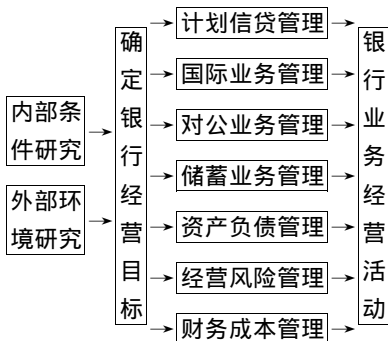 内部条
件研究
外部环
境研究
确定银行经营目标
计划信贷管理
国际业务管理
对公业务管理
储蓄业务管理
资产负债管理
经营风险管理
财务成本管理
银行业务经营活动